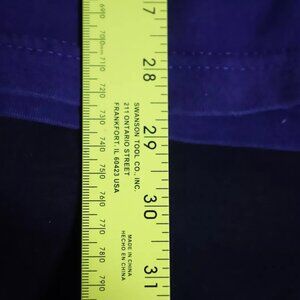 690
700mm
710
720
730
740
750
760
770
780
790
SWANSON TOOL CO., INC.
211 ONTARIO STREET
FRANKFORT, IL 60423 USA
MADE IN CHINA
HECHO EN CHINA
7
28
29
30
31